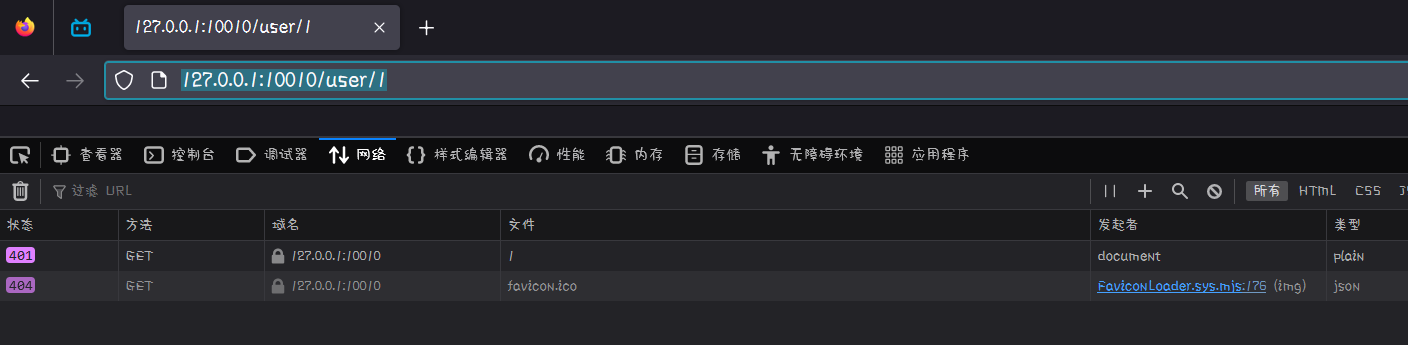 127.0.0.1:10010/user/1
127.0.0.1:10010/user/1
查看器 控制台 调试器 网络 样式编辑器 性能 内存 存储 无障碍环境 应用程序
过滤 URL 所有 HTML CSS
状态 方法 域名 文件 发起者 类型
401 GET 127.0.0.1:10010 1 document plain
404 GET 127.0.0.1:10010 favicon.ico FaviconLoader.sys.mjs:176 (img) json